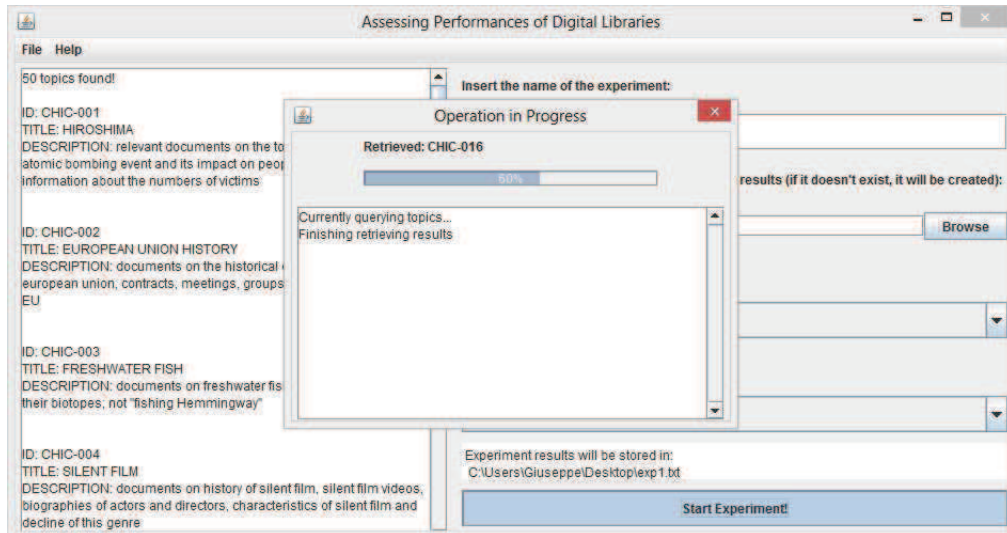 Assessing Performances of Digital Libraries
File Help
50 topics found!
ID: CHIC-001
TITLE: HIROSHIMA
DESCRIPTION: relevant documents on the
atomic bombing event and its impact on
information about the numbers of victims
ID: CHIC-002
TITLE: EUROPEAN UNION HISTORY
DESCRIPTION: documents on the historical
european union, contracts, meetings, groups
EU
ID: CHIC-003
TITLE: FRESHWATER FISH
DESCRIPTION: documents on freshwater fis
their biotopes; not "fishing Hemmingway"
ID: CHIC-004
TITLE: SILENT FILM
DESCRIPTION: documents on history of silent film, silent film videos,
biographies of actors and directors, characteristics of silent film and
decline of this genre
Insert the name of the experiment:
Operation in Progress
Retrieved: CHIC-016
60%
Currently querying topics...
Finishing retrieving results
results (if it doesn't exist, it will be created):
Browse
Experiment results will be stored in:
C:\Users\Giuseppe\Desktop\exp1.txt
Start Experiment!